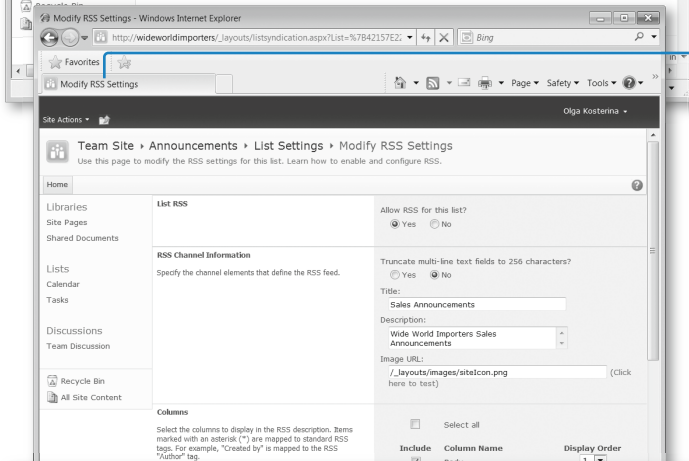 Recycle Bin
Modify RSS Settings - Windows Internet Explorer
http://wideworldimporters/_layouts/listsyndication.aspx?List=%7B42157E22
Bing
Favorites
in
Modify RSS Settings
Page
Safety
Tools
Olga Kosterina
Site Actions
Team Site Announcements List Settings Modify RSS Settings
Use this page to modify the RSS settings for this list. Learn how to enable and configure RSS.
Home
Libraries
Site Pages
Shared Documents
Lists
Calendar
Tasks
Discussions
Team Discussion
Recycle Bin
All Site Content
List RSS
Allow RSS for this list?
Yes No
RSS Channel Information
Specify the channel elements that define the RSS feed.
Truncate multi-line text fields to 256 characters?
Yes No
Title:
Sales Announcements
Description:
Wide World Importers Sales
Announcements
Image URL:
/_layouts/images/siteIcon.png (Click
here to test)
Columns
Select the columns to display in the RSS description. Items
marked with an asterisk (*) are mapped to standard RSS
tags. For example, "Created by" is mapped to the RSS
"Author" tag.
Select all
Include Column Name Display Order
1